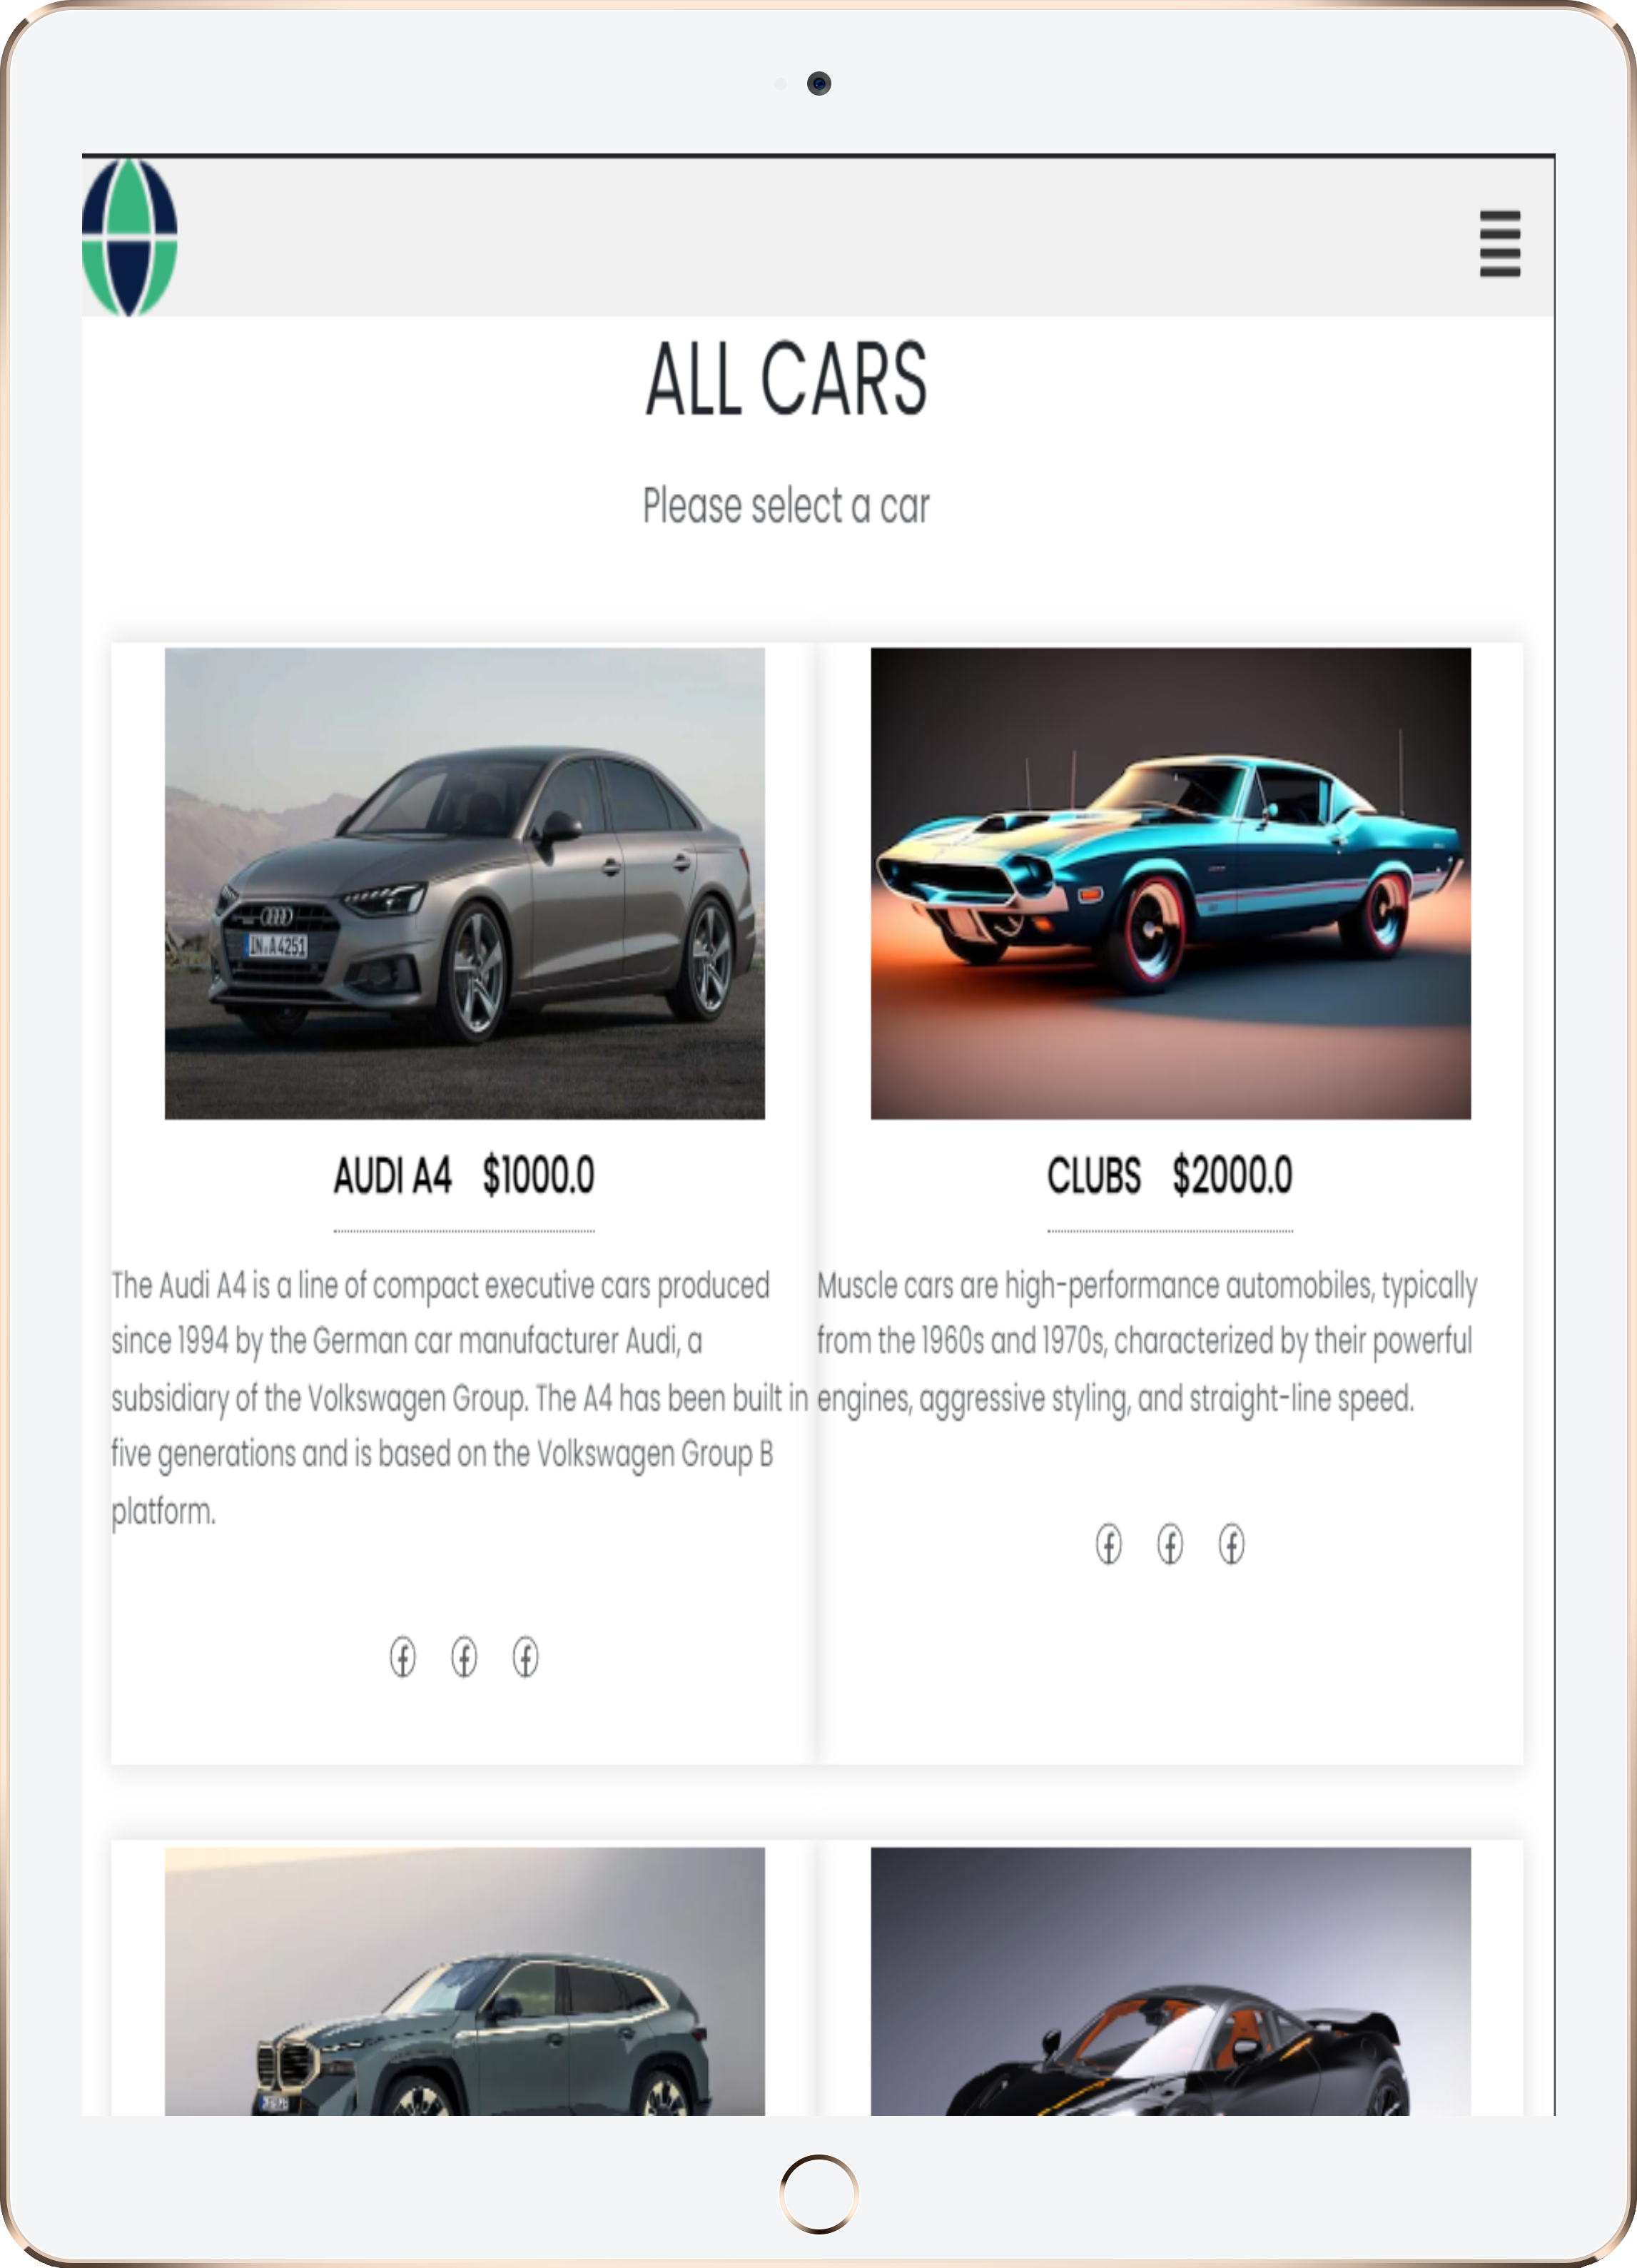 ALL CARS
Please select a car
IN·A4251
AUDI A4 $1000.0
The Audi A4 is a line of compact executive cars produced
since 1994 by the German car manufacturer Audi, a
subsidiary of the Volkswagen Group. The A4 has been built in
five generations and is based on the Volkswagen Group B
platform.
CLUBS $2000.0
Muscle cars are high-performance automobiles, typically
from the 1960s and 1970s, characterized by their powerful
engines, aggressive styling, and straight-line speed.